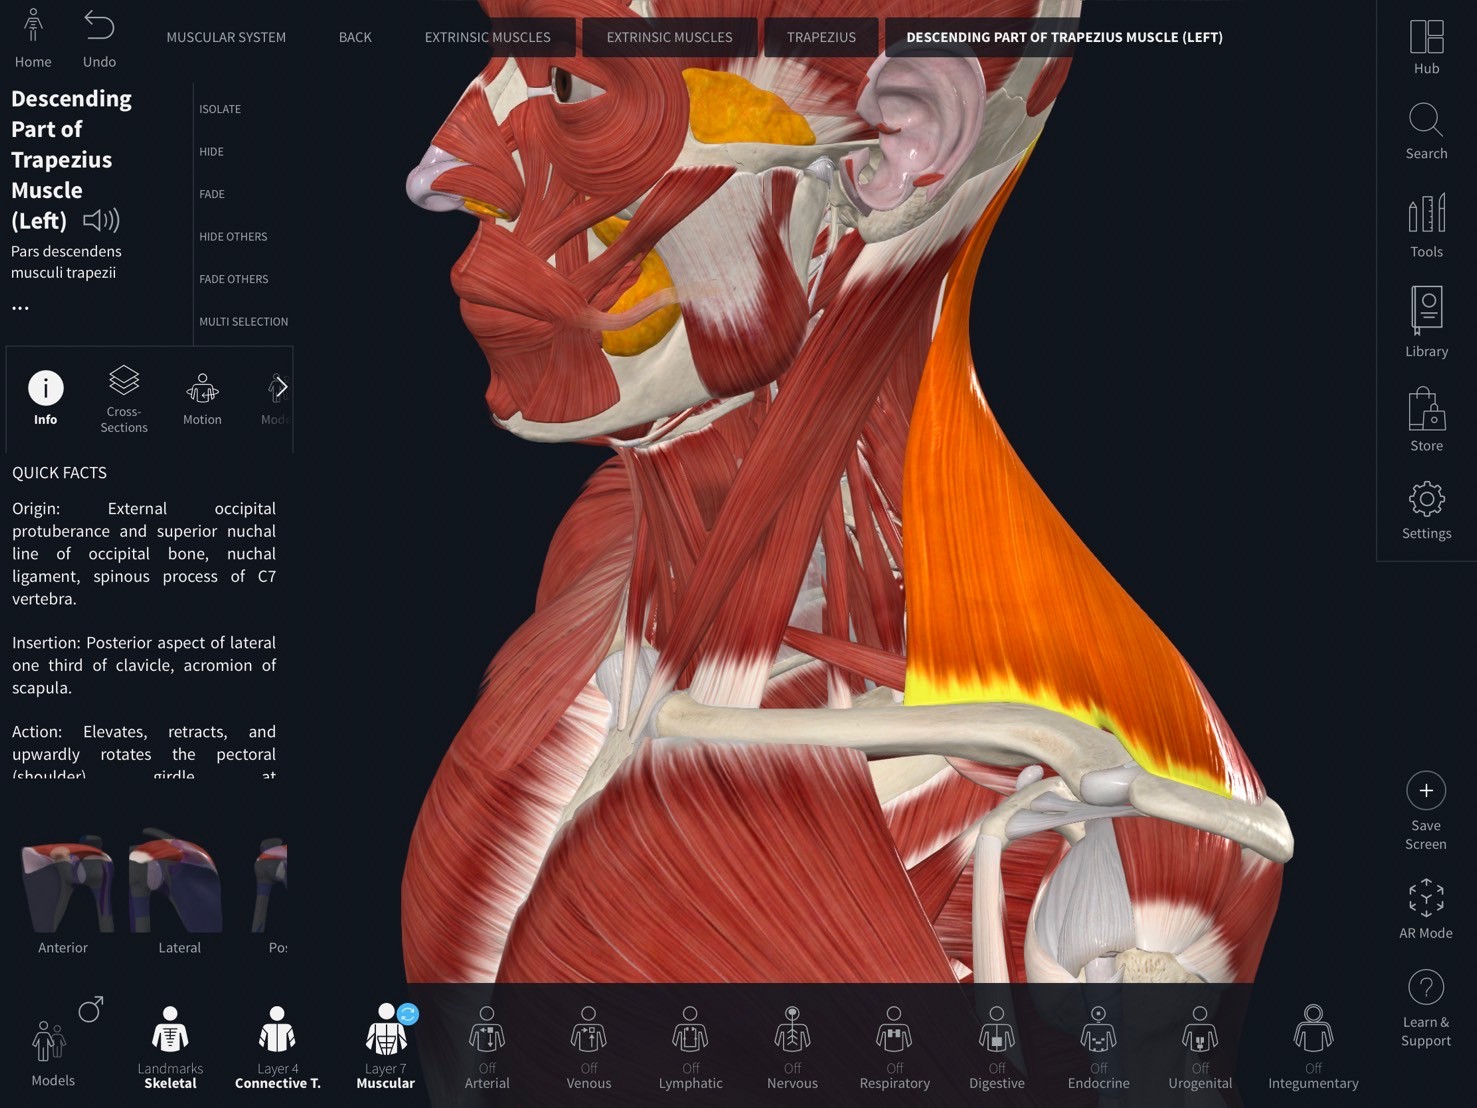 Home
Undo
MUSCULAR SYSTEM
BACK
EXTRINSIC MUSCLES
EXTRINSIC MUSCLES
TRAPEZIUS
DESCENDING PART OF TRAPEZIUS MUSCLE (LEFT)
Descending
Part of
Trapezius
Muscle
(Left)
Pars descendens
musculi trapezii
...
ISOLATE
HIDE
FADE
HIDE OTHERS
FADE OTHERS
MULTI SELECTION
Info
Cross-
Sections
Motion
QUICK FACTS
Origin: External occipital
protuberance and superior nuchal
line of occipital bone, nuchal
ligament, spinous process of C7
vertebra.
Insertion: Posterior aspect of lateral
one third of clavicle, acromion of
scapula.
Action: Elevates, retracts, and
upwardly rotates the pectoral
(shoulder) girdle at
Anterior
Lateral
Pos
Hub
Search
Tools
Library
Store
Settings
Save
Screen
AR Mode
Learn &
Support
Models
Landmarks
Skeletal
Layer 4
Connective T.
Layer 7
Muscular
Off
Arterial
Off
Venous
Off
Lymphatic
Off
Nervous
Off
Respiratory
Off
Digestive
Off
Endocrine
Off
Urogenital
Off
Integumentary